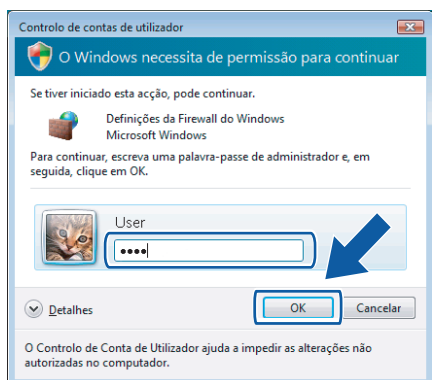 Controlo de contas de utilizador
O Windows necessita de permissão para continuar
Se tiver iniciado esta acção, pode continuar.
Definições da Firewall do Windows
Microsoft Windows
Para continuar, escreva uma palavra-passe de administrador e, em
seguida, clique em OK.
User
••••
Detalhes
OK
Cancelar
O Controlo de Conta de Utilizador ajuda a impedir as alterações não
autorizadas no computador.